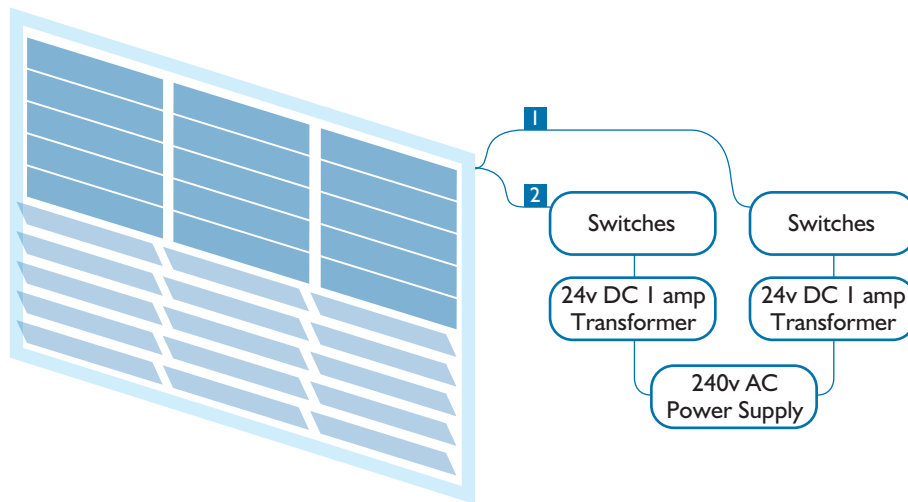 1
2
Switches
Switches
24v DC 1 amp
Transformer
24v DC 1 amp
Transformer
240v AC
Power Supply